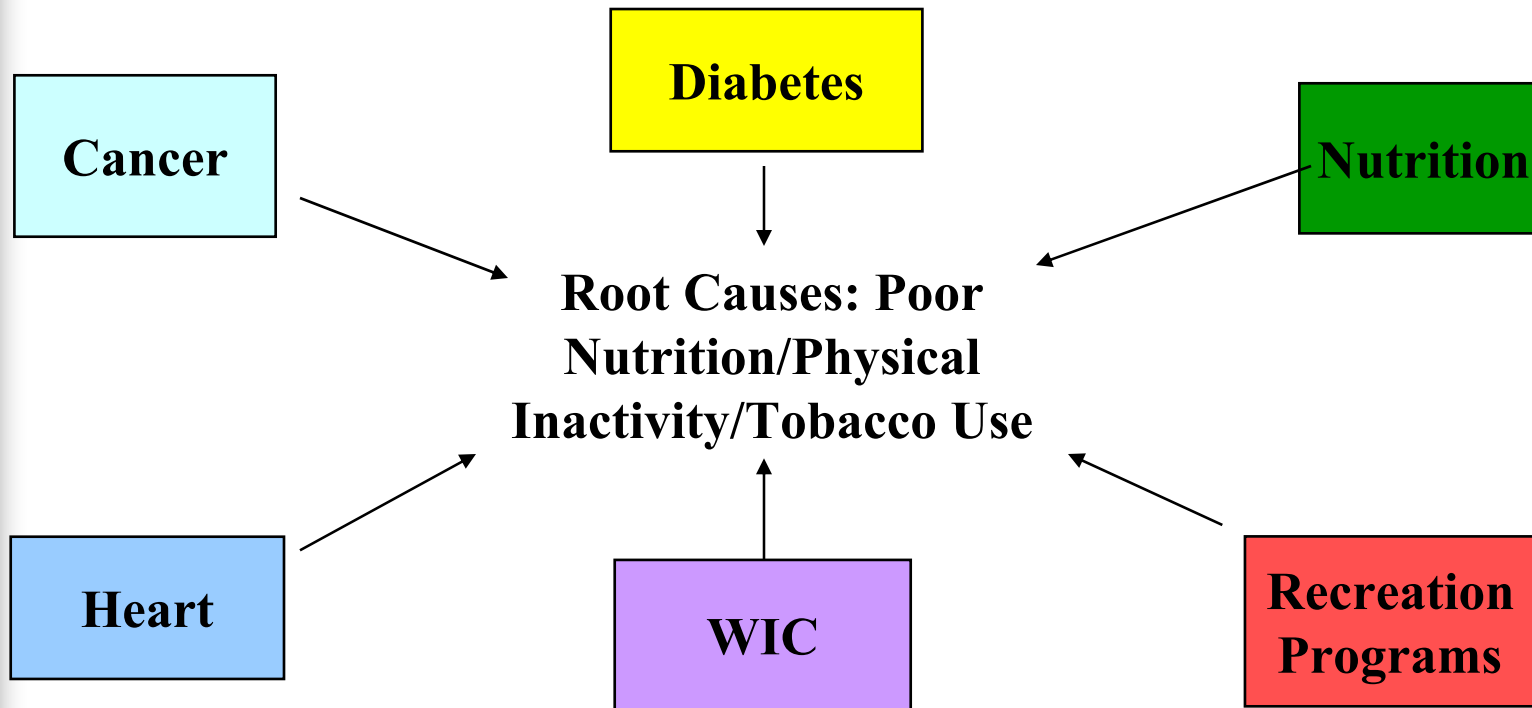 Diabetes
Cancer
Nutrition
Root Causes: Poor
Nutrition/Physical
Inactivity/Tobacco Use
Heart
WIC
Recreation
Programs